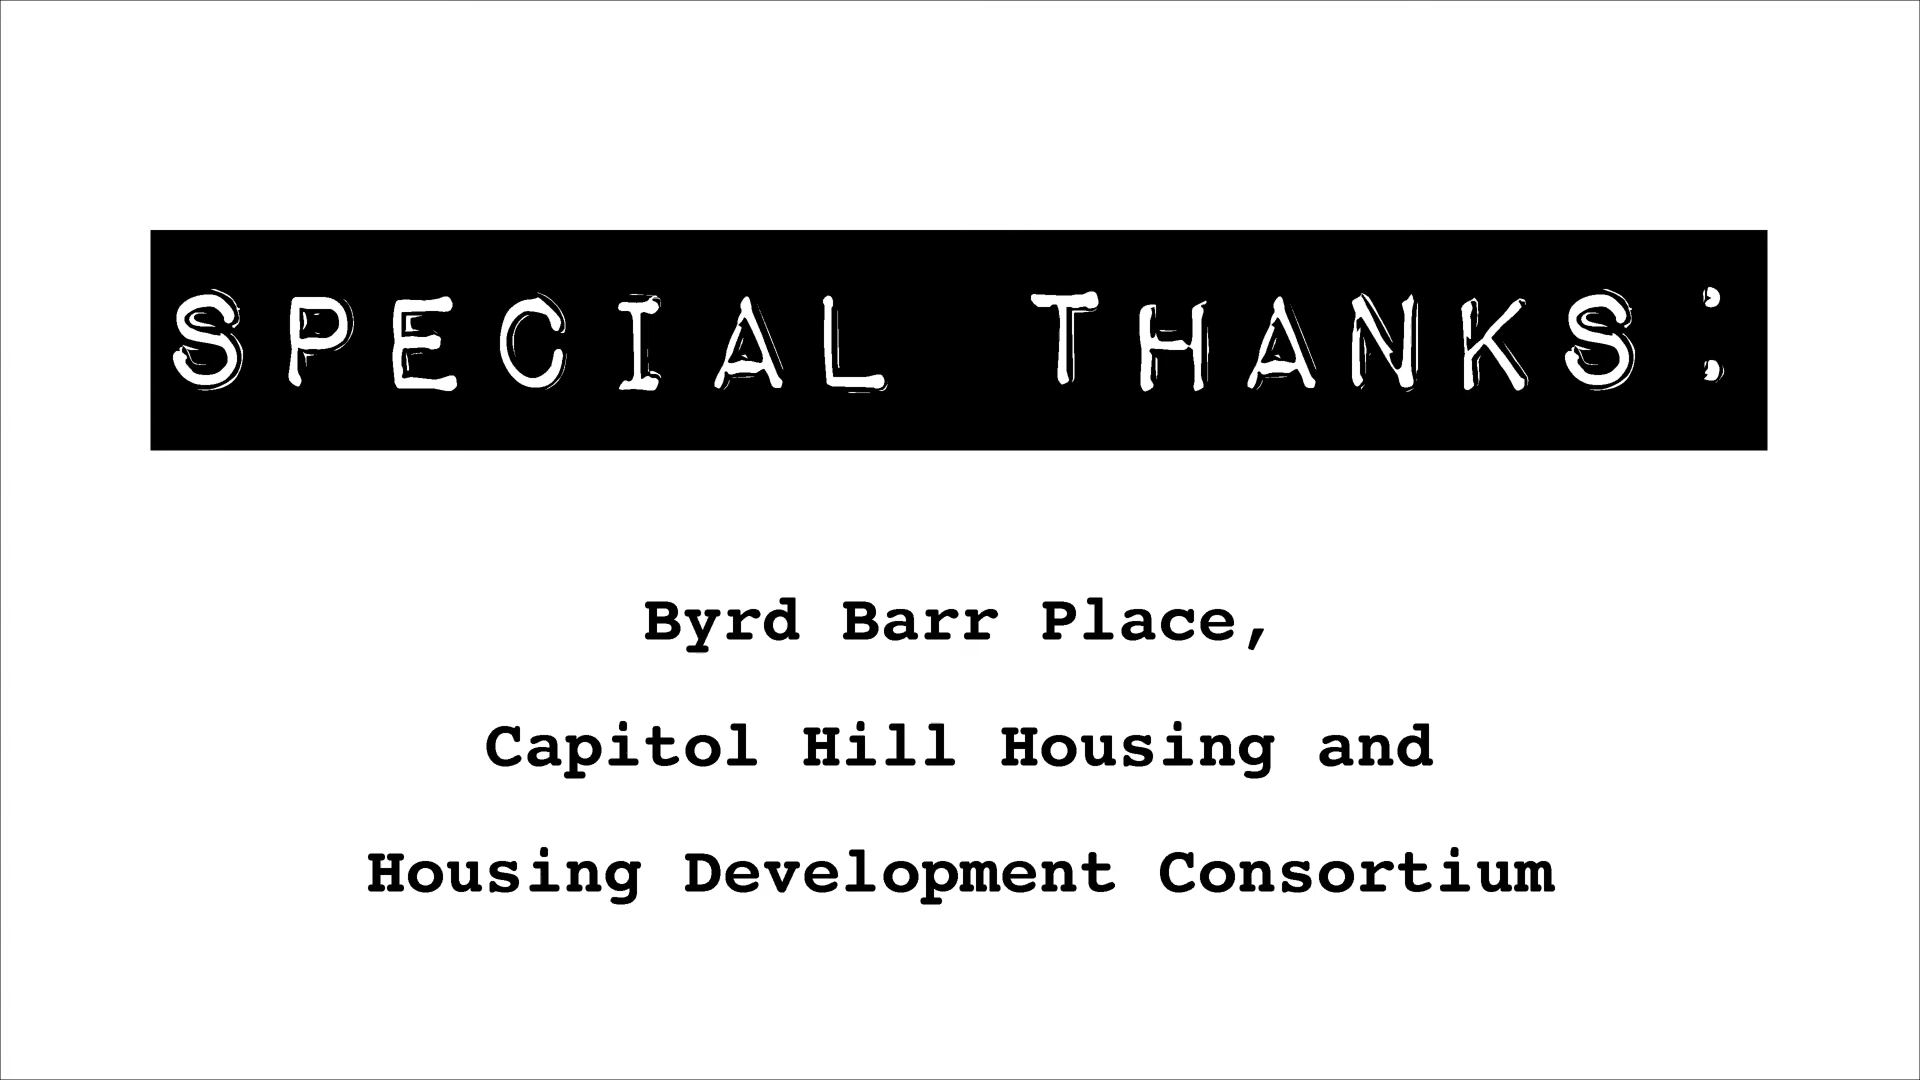 SPECIAL THANKS:
Byrd Barr Place,
Capitol Hill Housing and
Housing Development Consortium